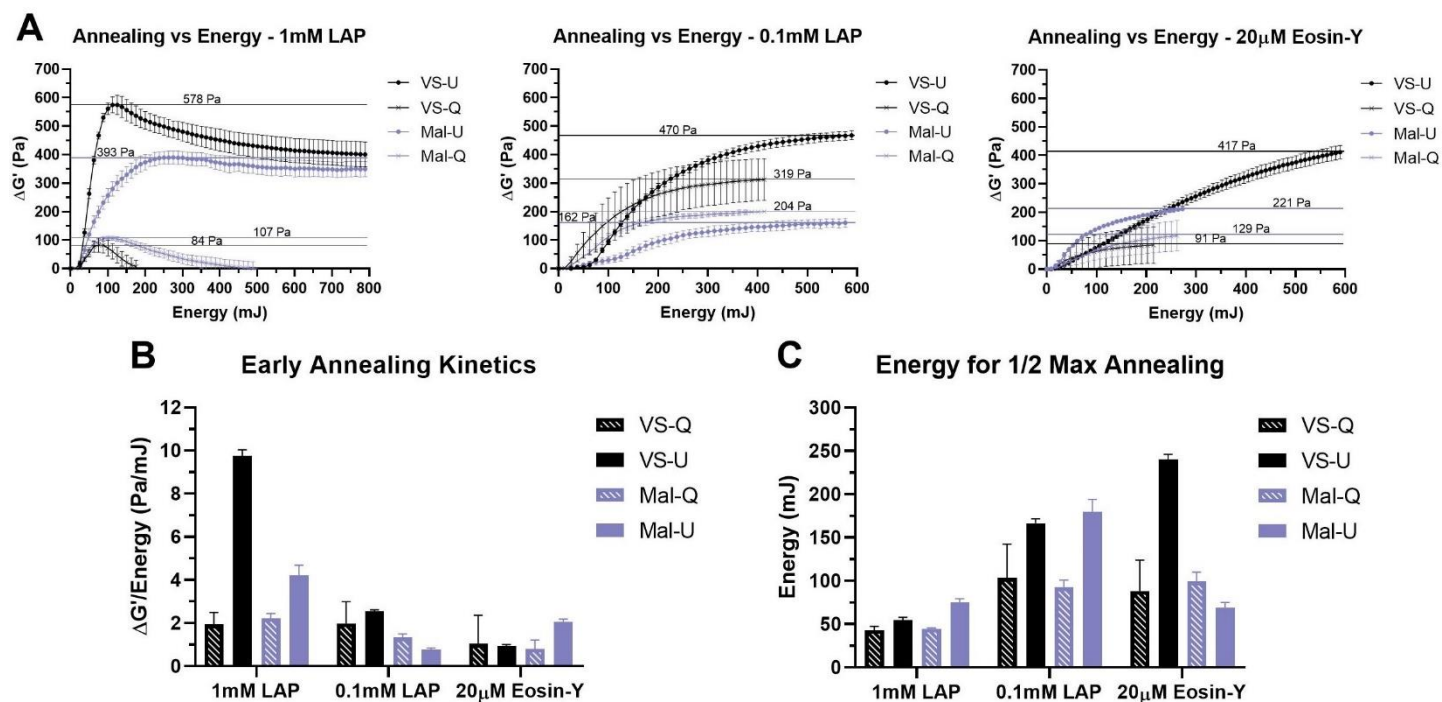 A
Annealing vs Energy - 1mM LAP
ΔG' (Pa)
700
600
500
400
300
200
100
0
578 Pa
393 Pa
107 Pa
84 Pa
0 100 200 300 400 500 600 700 800
Energy (mJ)
VS-U
VS-Q
Mal-U
Mal-Q
Annealing vs Energy - 0.1mM LAP
ΔG' (Pa)
700
600
500
400
300
200
100
0
470 Pa
319 Pa
204 Pa
162 Pa
0 100 200 300 400 500 600
Energy (mJ)
VS-U
VS-Q
Mal-U
Mal-Q
Annealing vs Energy - 20μM Eosin-Y
ΔG' (Pa)
700
600
500
400
300
200
100
0
417 Pa
221 Pa
129 Pa
91 Pa
0 100 200 300 400 500 600
Energy (mJ)
VS-U
VS-Q
Mal-U
Mal-Q
B
Early Annealing Kinetics
ΔG'/Energy (Pa/mJ)
12
10
8
6
4
2
0
1mM LAP 0.1mM LAP 20μM Eosin-Y
VS-Q
VS-U
Mal-Q
Mal-U
C
Energy for 1/2 Max Annealing
Energy (mJ)
300
250
200
150
100
50
0
1mM LAP 0.1mM LAP 20μM Eosin-Y
VS-Q
VS-U
Mal-Q
Mal-U